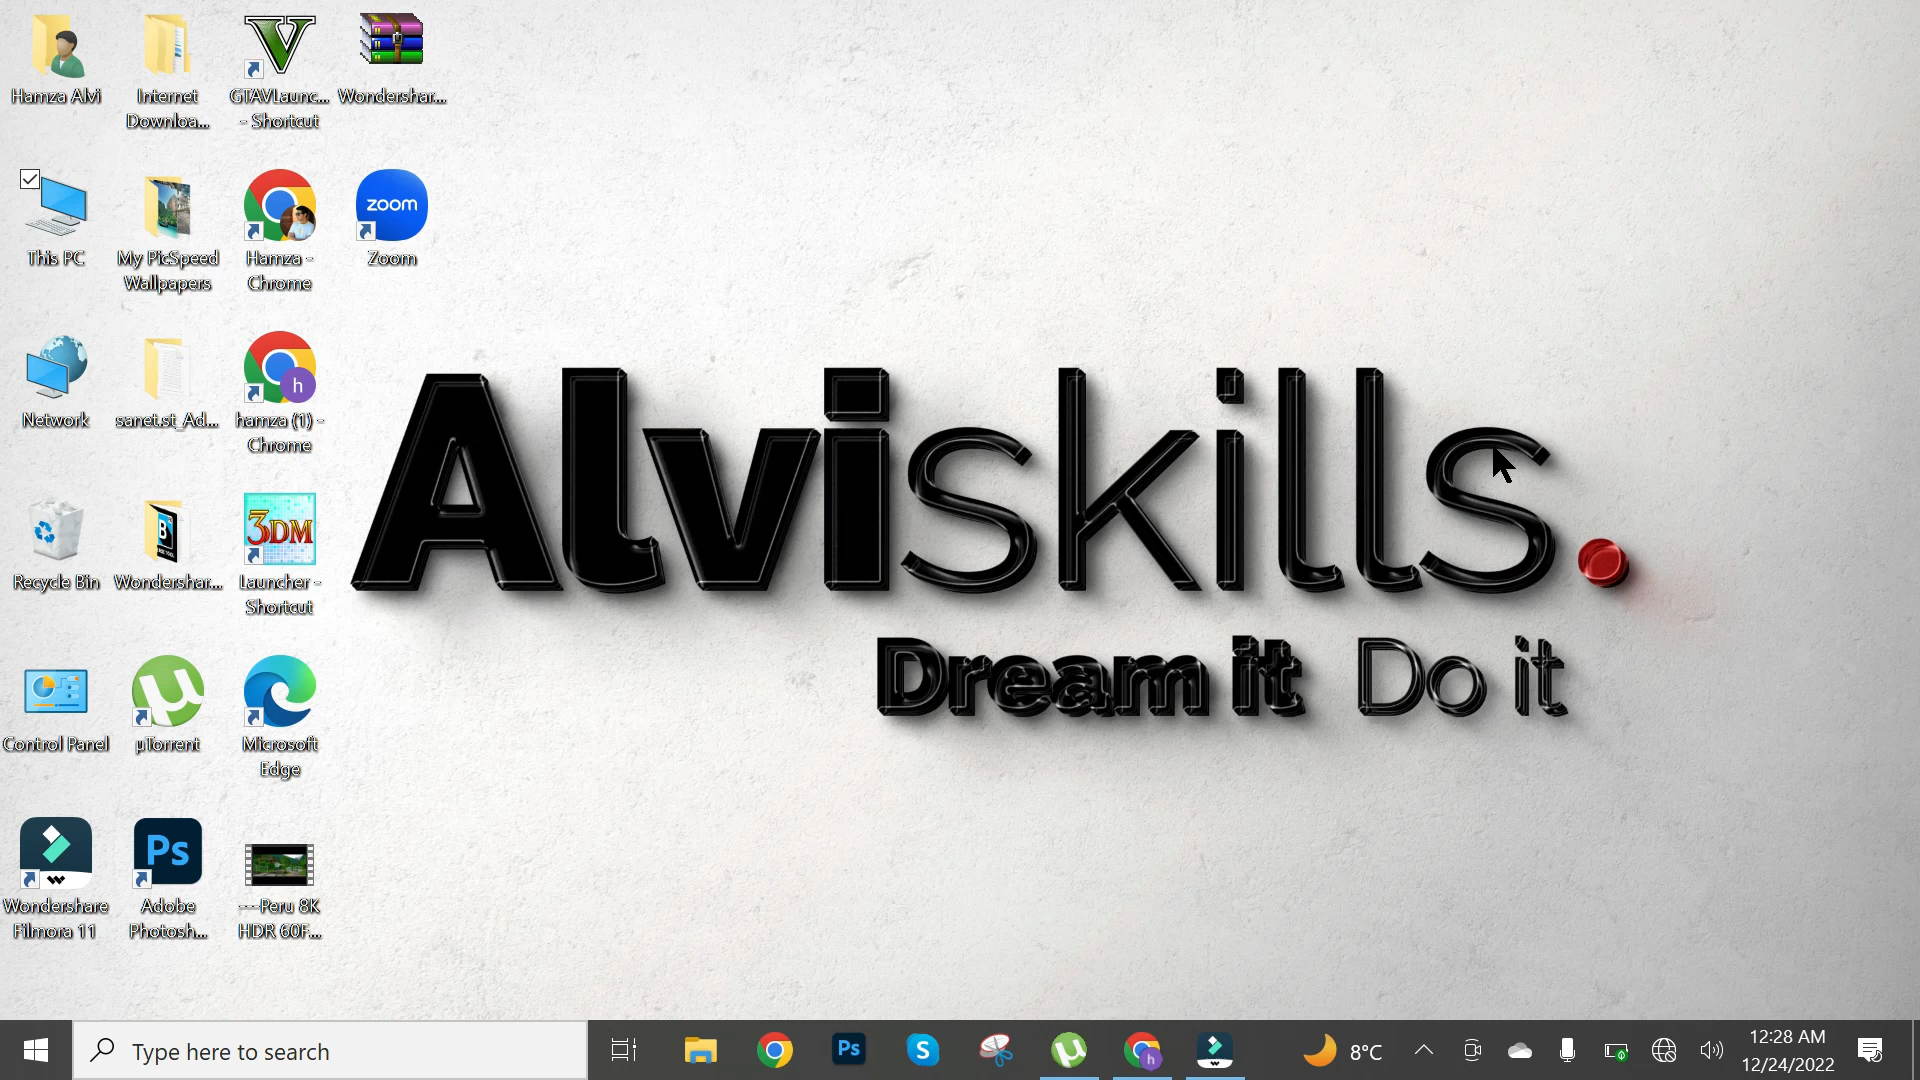 Hamza Alvi
Internet
Downloa...
GTAVLaunc...
- Shortcut
Wondershar...
This PC
My PicSpeed
Wallpapers
Hamza -
Chrome
zoom
Zoom
Network
sanet.st_Ad...
h
hamza (1) -
Chrome
Recycle Bin
Wondershar...
3DM
Launcher -
Shortcut
Control Panel
µTorrent
Microsoft
Edge
Wondershare
Filmora 11
Ps
Adobe
Photosh...
---Peru 8K
HDR 60F...
Alviskills.
Dream it Do it
Type here to search
Ps
S
h
8°C
12:28 AM
12/24/2022